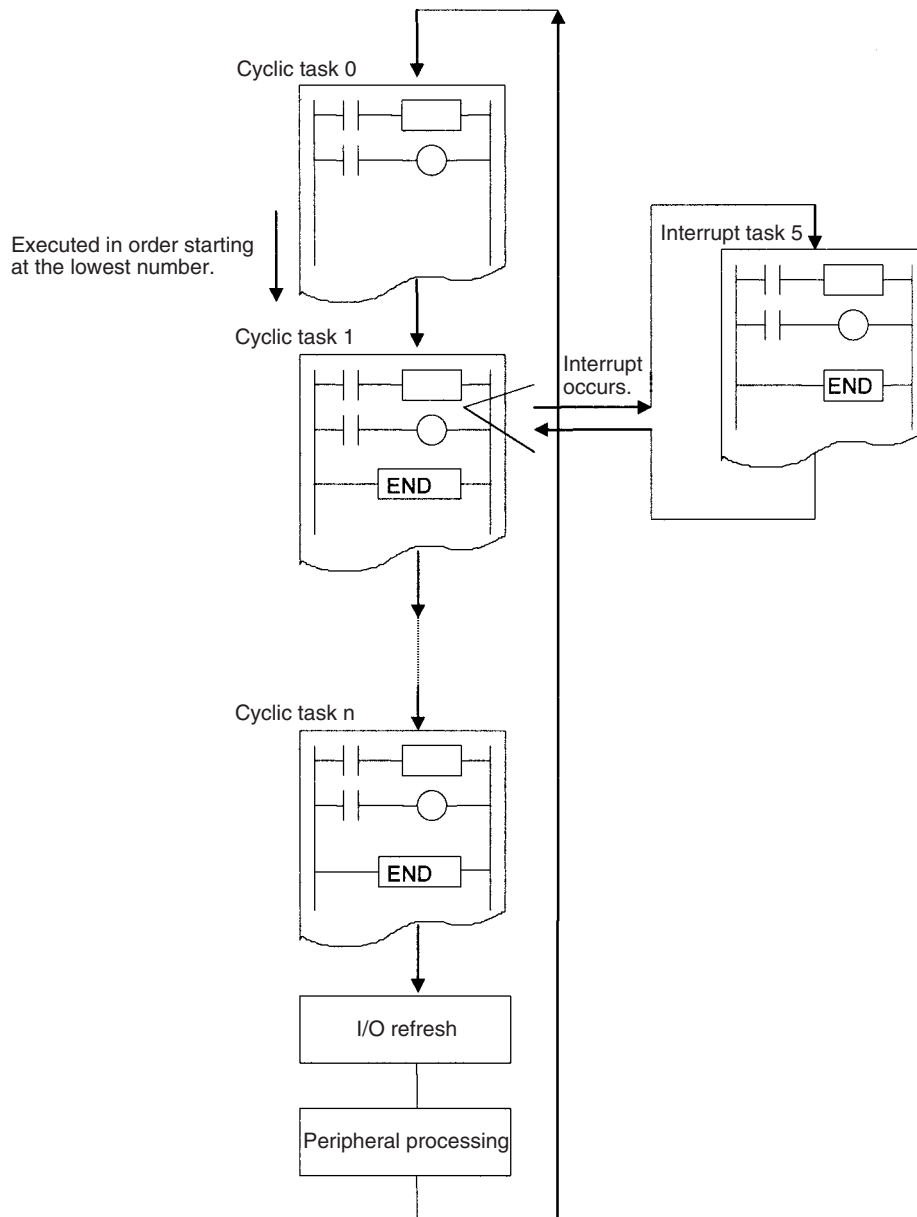 Cyclic task 0
Executed in order starting
at the lowest number.
Interrupt task 5
END
Cyclic task 1
Interrupt
occurs.
END
Cyclic task n
END
I/O refresh
Peripheral processing